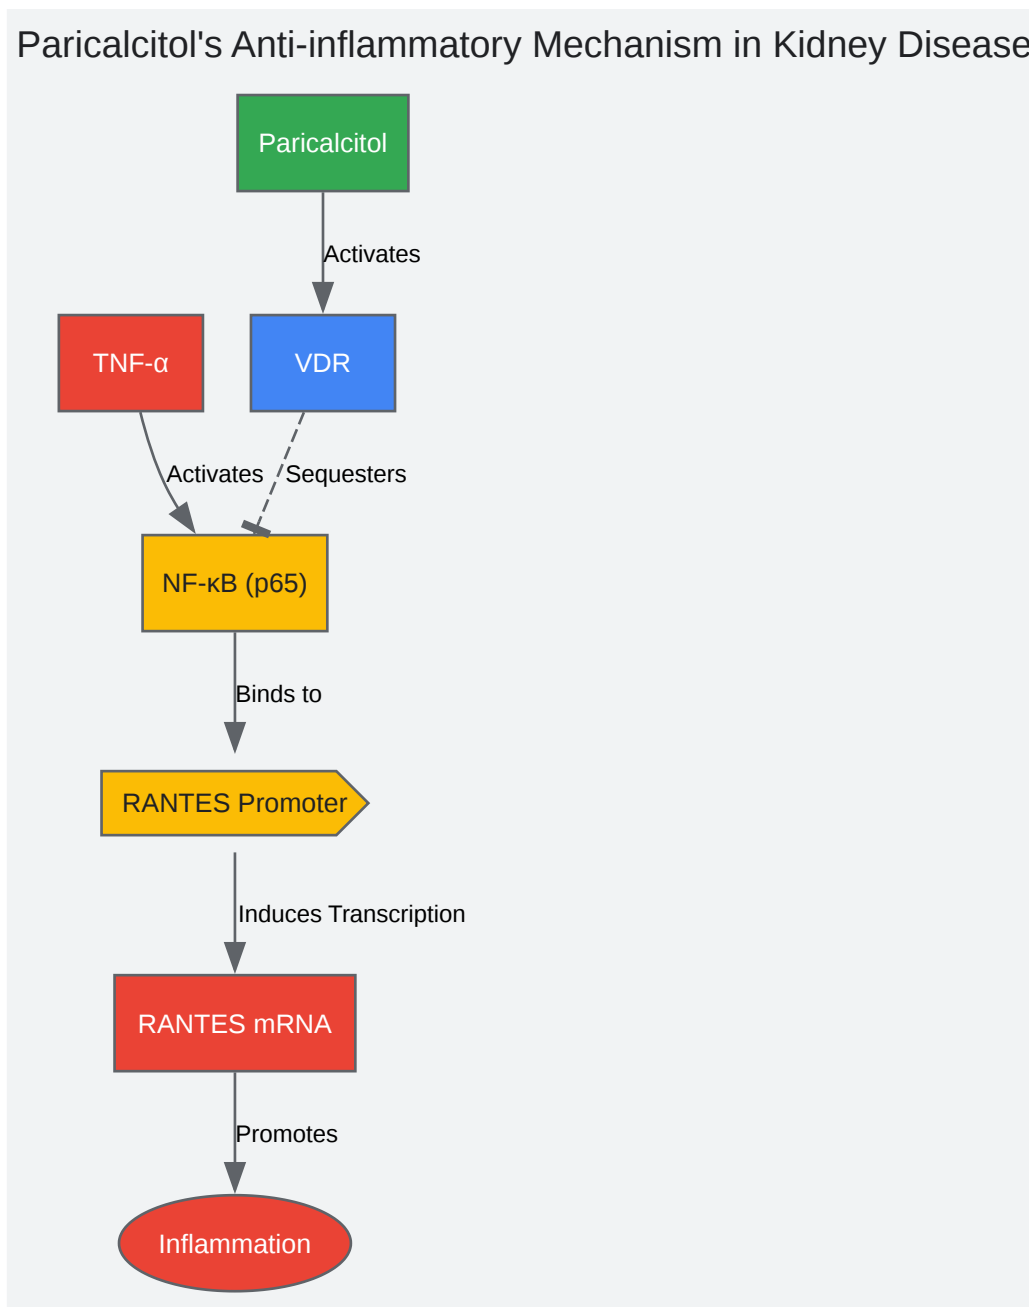 Paricalcitol's Anti-inflammatory Mechanism in Kidney Disease
Paricalcitol
Activates
TNF-α
VDR
Activates
Sequesters
NF-κB (p65)
Binds to
RANTES Promoter
Induces Transcription
RANTES mRNA
Promotes
Inflammation